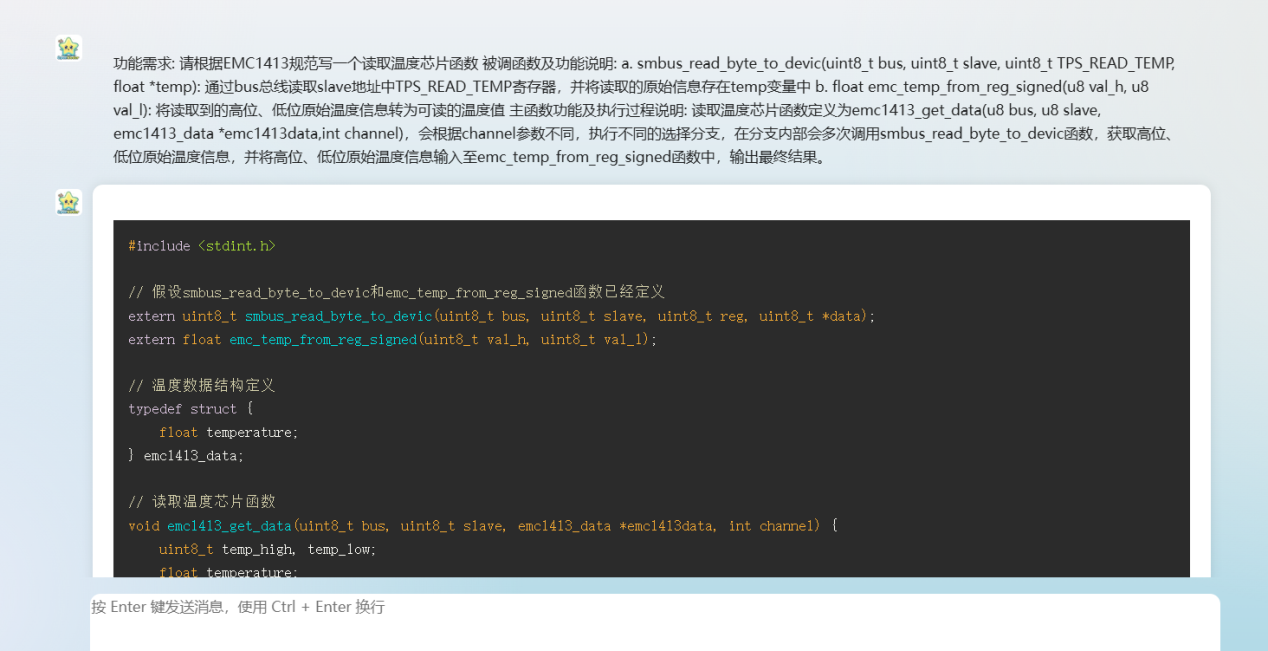 功能需求: 请根据EMC1413规范写一个读取温度芯片函数 被调函数及功能说明: a. smbus_read_byte_to_devic(uint8_t bus, uint8_t slave, uint8_t TPS_READ_TEMP,
float *temp): 通过bus总线读取slave地址中TPS_READ_TEMP寄存器，并将读取的原始信息存在temp变量中 b. float emc_temp_from_reg_signed(u8 val_h, u8
val_l): 将读取到的高位、低位原始温度信息转为可读的温度值 主函数功能及执行过程说明: 读取温度芯片函数定义为emc1413_get_data(u8 bus, u8 slave,
emc1413_data *emc1413data,int channel)，会根据channel参数不同，执行不同的选择分支，在分支内部会多次调用smbus_read_byte_to_devic函数，获取高位、
低位原始温度信息，并将高位、低位原始温度信息输入至emc_temp_from_reg_signed函数中，输出最终结果。
#include <stdint.h>
// 假设smbus_read_byte_to_devic和emc_temp_from_reg_signed函数已经定义
extern uint8_t smbus_read_byte_to_devic(uint8_t bus, uint8_t slave, uint8_t reg, uint8_t *data);
extern float emc_temp_from_reg_signed(uint8_t val_h, uint8_t val_l);
// 温度数据结构定义
typedef struct {
    float temperature;
} emc1413_data;
// 读取温度芯片函数
void emc1413_get_data(uint8_t bus, uint8_t slave, emc1413_data *emc1413data, int channel) {
    uint8_t temp_high, temp_low;
    float temperature;
按 Enter 键发送消息，使用 Ctrl + Enter 换行